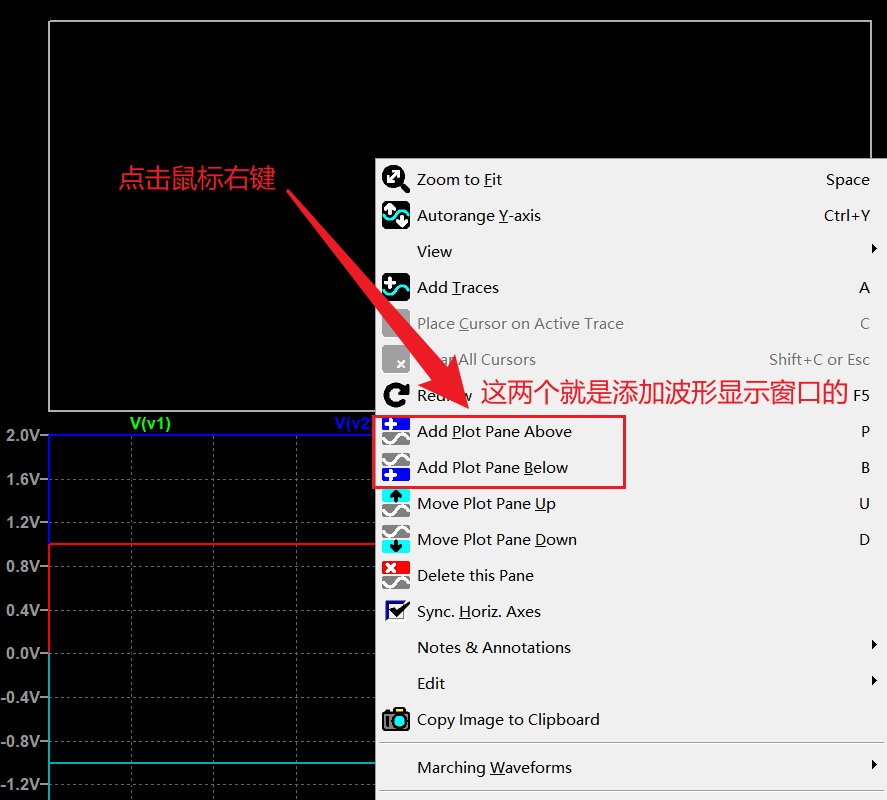 点击鼠标右键
Zoom to Fit Space
Autorange Y-axis Ctrl+Y
View
Add Traces A
Place Cursor on Active Trace C
All Cursors Shift+C or Esc
这两个就是添加波形显示窗口的 F5
V(v1) V(v2
2.0V
Add Plot Pane Above P
Add Plot Pane Below B
1.6V
Move Plot Pane Up U
1.2V
Move Plot Pane Down D
0.8V
Delete this Pane
0.4V
Sync. Horiz. Axes
0.0V
Notes & Annotations
Edit
-0.4V
Copy Image to Clipboard
-0.8V
Marching Waveforms
-1.2V